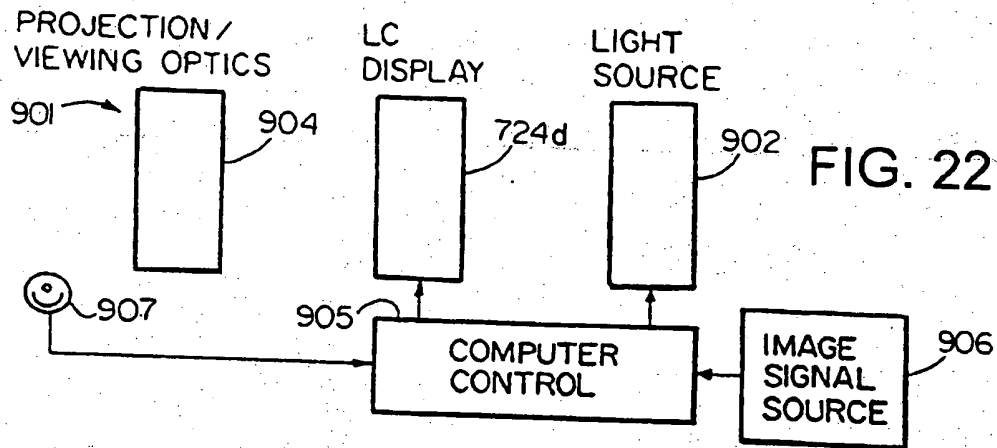 PROJECTION/
VIEWING OPTICS
LC
DISPLAY
LIGHT
SOURCE
901
904
724d
902
FIG. 22
907
905
COMPUTER
CONTROL
IMAGE
SIGNAL
SOURCE
906